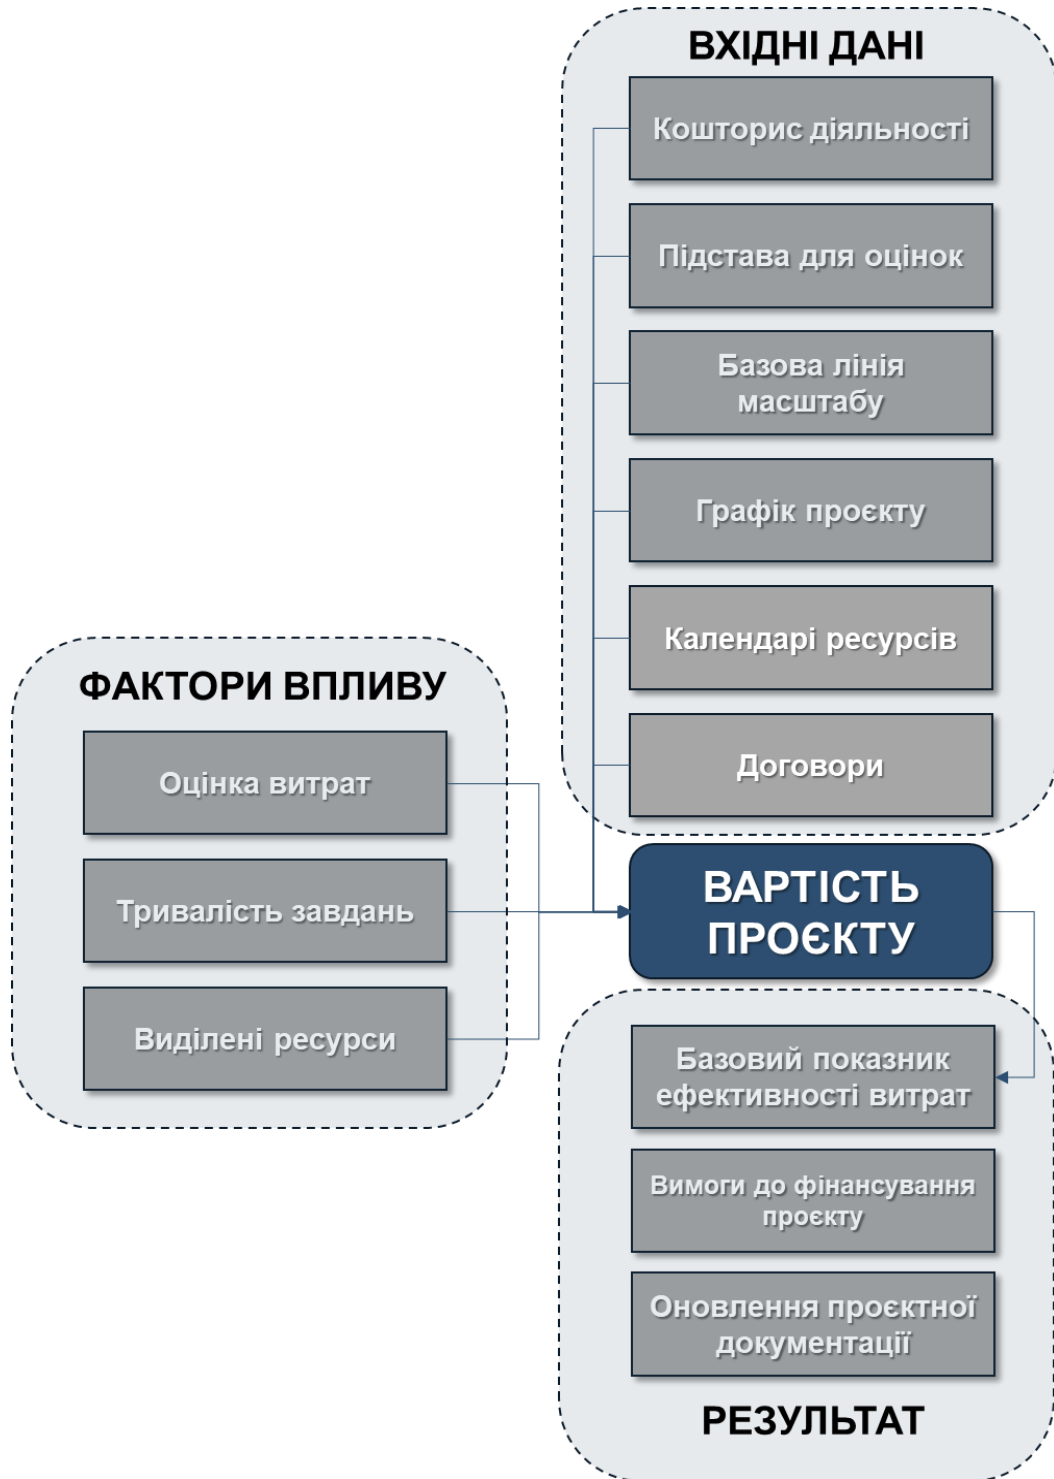 ВХІДНІ ДАНІ
Кошторис діяльності
Підстава для оцінок
Базова лінія
масштабу
Графік проєкту
Календарі ресурсів
Договори
ФАКТОРИ ВПЛИВУ
Оцінка витрат
Тривалість завдань
Виділені ресурси
ВАРТІСТЬ
ПРОЄКТУ
Базовий показник
ефективності витрат
Вимоги до фінансування
проєкту
Оновлення проєктної
документації
РЕЗУЛЬТАТ